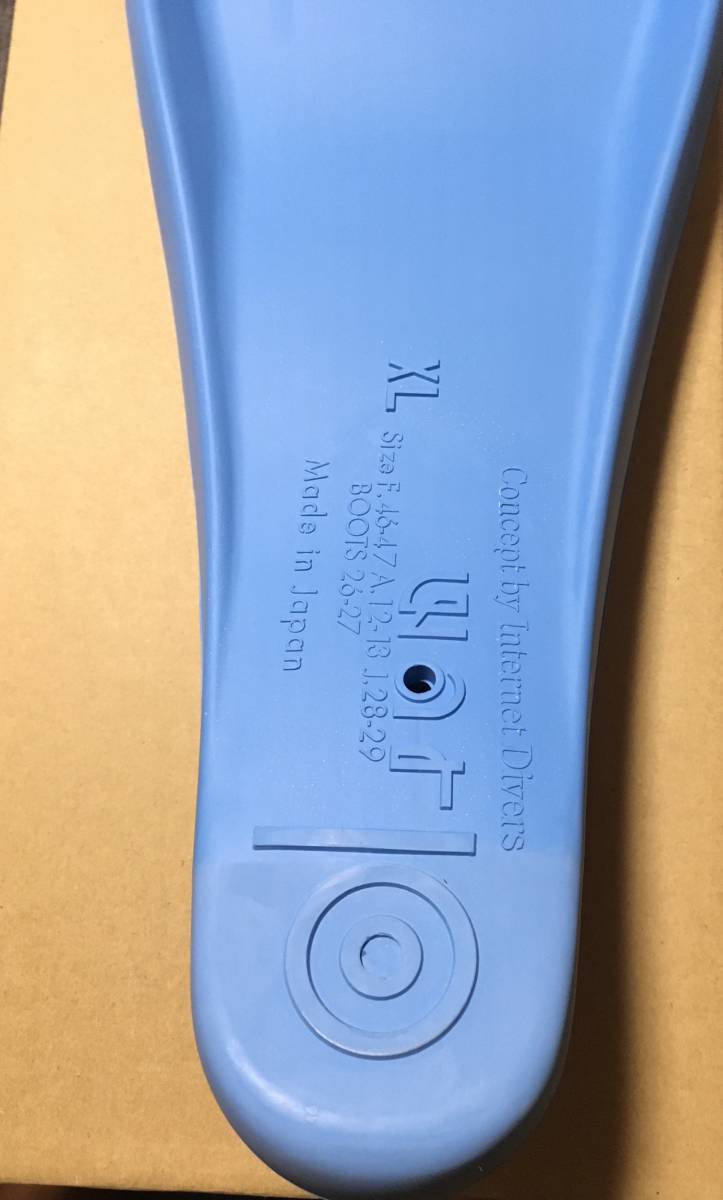 Concept by Internet Divers
XL Size F.46-47 A.12-13 J.28-29
BOOTS 26-27
Made in Japan